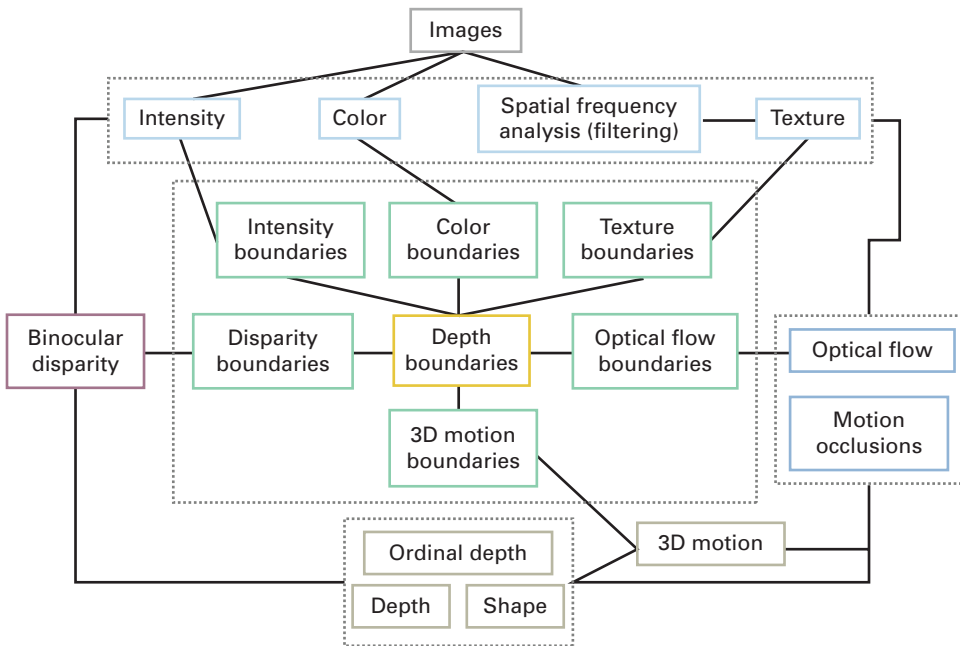 Images
Intensity
Color
Spatial frequency
analysis (filtering)
Texture
Intensity
boundaries
Color
boundaries
Texture
boundaries
Binocular
disparity
Disparity
boundaries
Depth
boundaries
Optical flow
boundaries
Optical flow
Motion
occlusions
3D motion
boundaries
Ordinal depth
3D motion
Depth
Shape